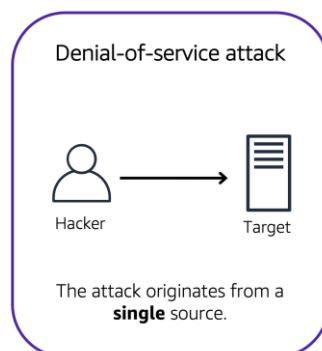 Denial-of-service attack
Hacker
Target
The attack originates from a
single source.